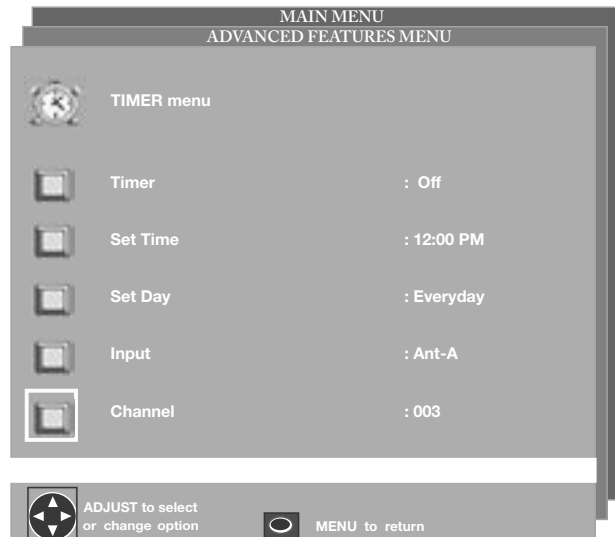 MAIN MENU
ADVANCED FEATURES MENU
TIMER menu
Timer : Off
Set Time : 12:00 PM
Set Day : Everyday
Input : Ant-A
Channel : 003
ADJUST to select
or change option
MENU to return